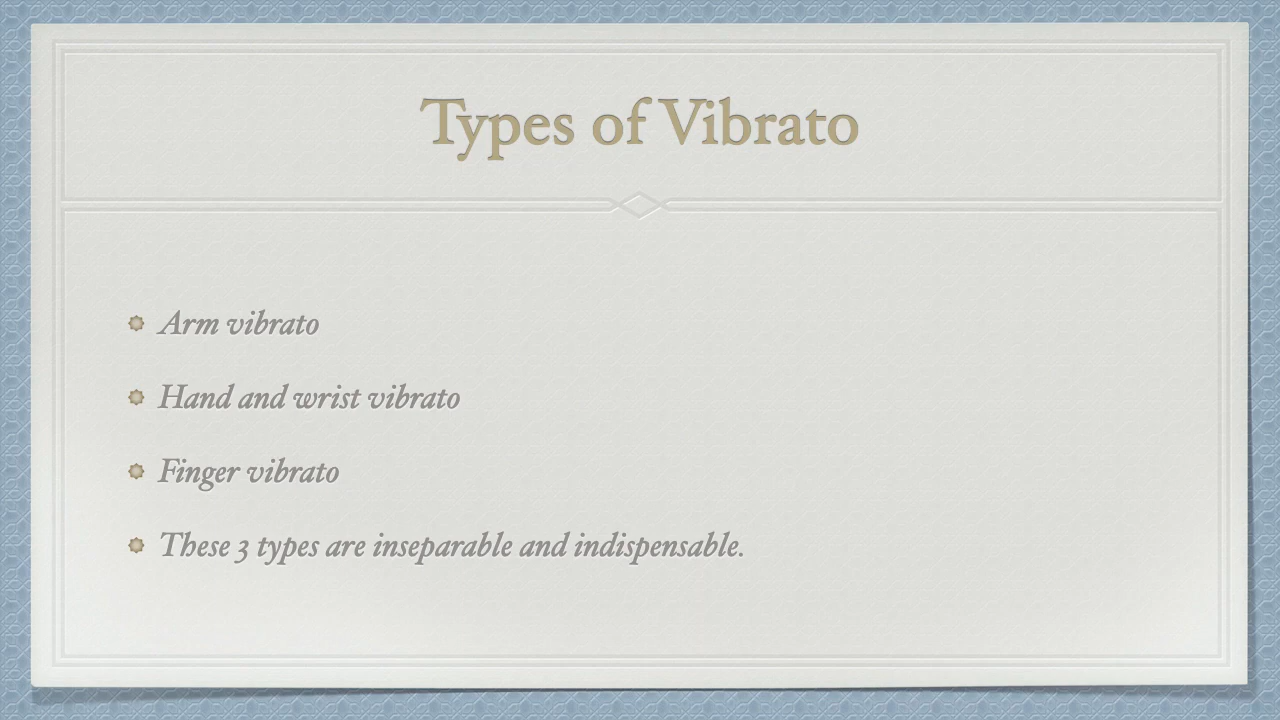 Types of Vibrato
Arm vibrato
Hand and wrist vibrato
Finger vibrato
These 3 types are inseparable and indispensable.